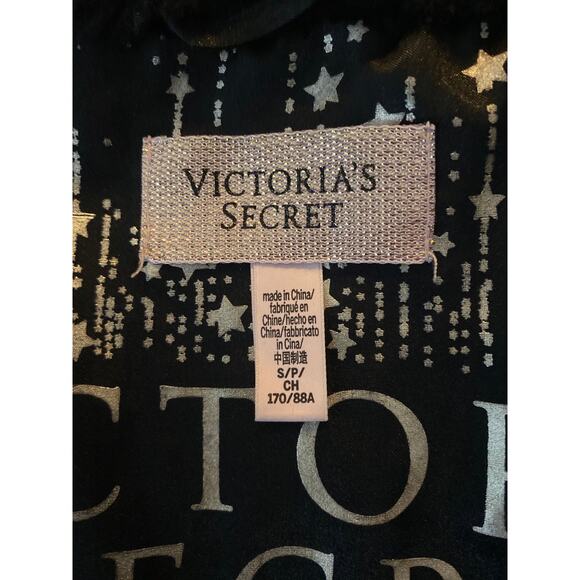 VICTORIA'S
SECRET
made in China/
fabriqué en
Chine/hecho en
China/fabbricato
in Cina/
中国制造
S/P/
CH
170/88A
CTO